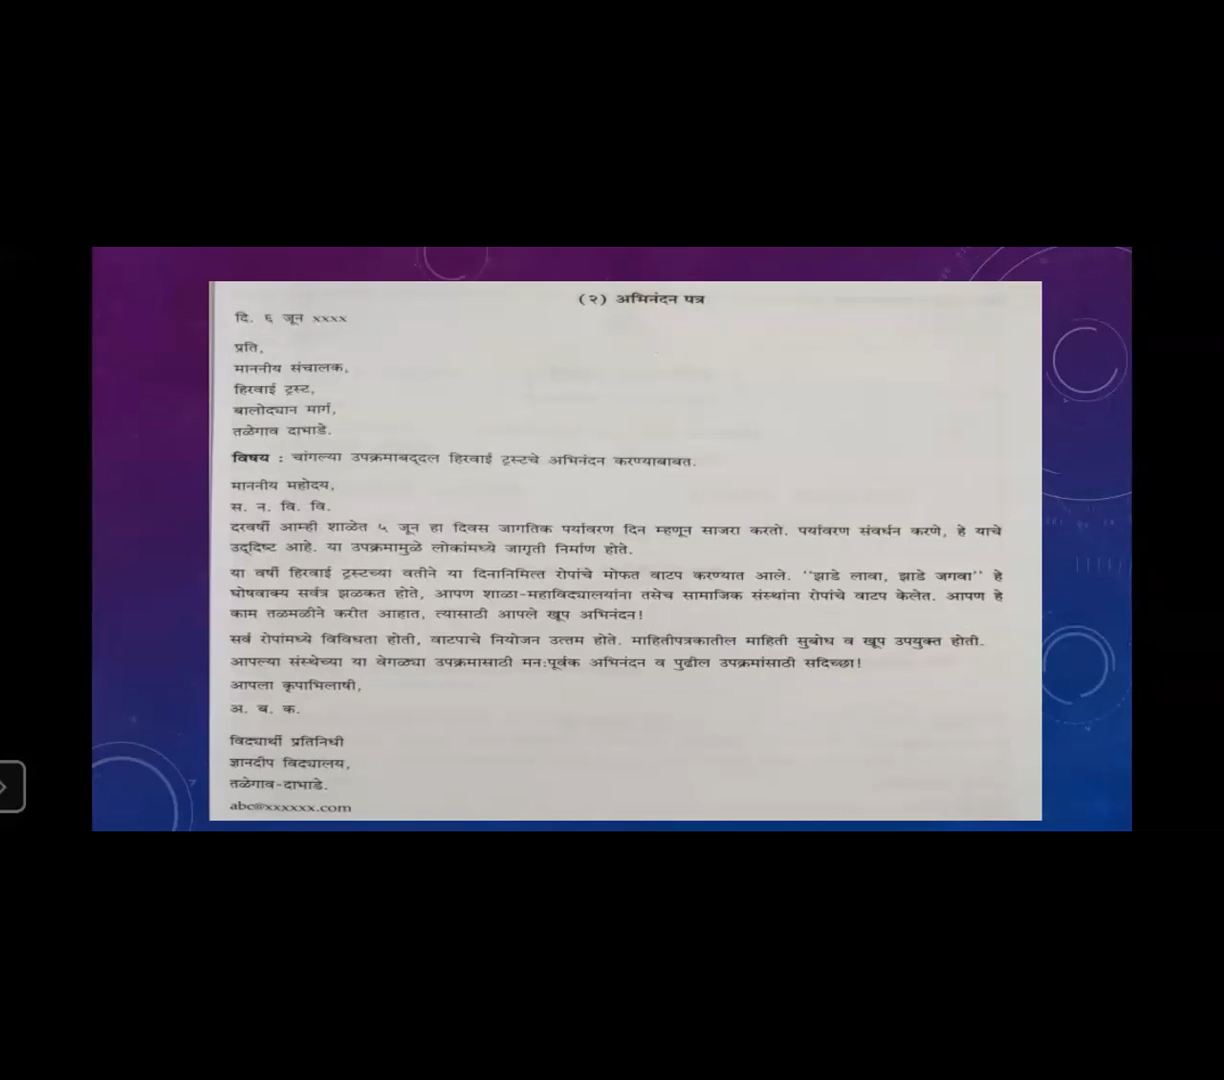 (२) अभिनंदन पत्र
दि. ६ जून xxxx
प्रति,
माननीय संचालक,
हिरवाई ट्रस्ट,
बालोद्यान मार्ग,
तळेगाव दाभाडे.
विषय : चांगल्या उपक्रमाबद्दल हिरवाई ट्रस्टचे अभिनंदन करण्याबाबत.
माननीय महोदय,
स. न. वि. वि.
दरवर्षी आम्ही शाळेत ५ जून हा दिवस जागतिक पर्यावरण दिन म्हणून साजरा करतो. पर्यावरण संवर्धन करणे, हे याचे
उद्दिष्ट आहे. या उपक्रमामुळे लोकांमध्ये जागृती निर्माण होते.
या वर्षी हिरवाई ट्रस्टच्या वतीने या दिनानिमित्त रोपांचे मोफत वाटप करण्यात आले. "झाडे लावा, झाडे जगवा" हे
घोषवाक्य सर्वत्र झळकत होते, आपण शाळा-महाविद्यालयांना तसेच सामाजिक संस्थांना रोपांचे वाटप केलेत. आपण हे
काम तळमळीने करीत आहात, त्यासाठी आपले खूप अभिनंदन!
सर्व रोपांमध्ये विविधता होती, वाटपाचे नियोजन उत्तम होते. माहितीपत्रकातील माहिती सुबोध व खूप उपयुक्त होती.
आपल्या संस्थेच्या या वेगळ्या उपक्रमासाठी मनःपूर्वक अभिनंदन व पुढील उपक्रमांसाठी सदिच्छा!
आपला कृपाभिलाषी,
अ. ब. क.
विद्यार्थी प्रतिनिधी
ज्ञानदीप विद्यालय,
तळेगाव-दाभाडे.
abc@xxxxxx.com